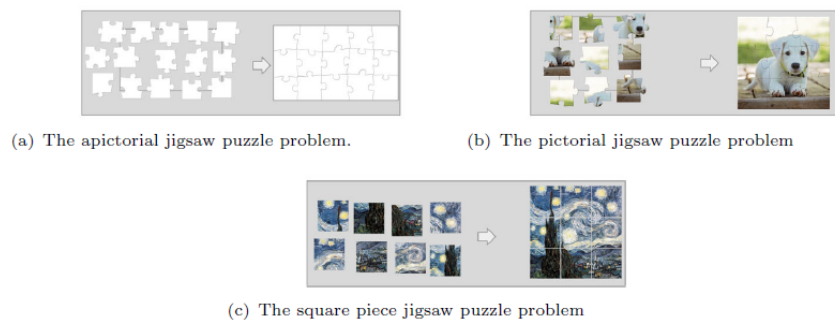 (a) The apictorial jigsaw puzzle problem.
(b) The pictorial jigsaw puzzle problem
(c) The square piece jigsaw puzzle problem